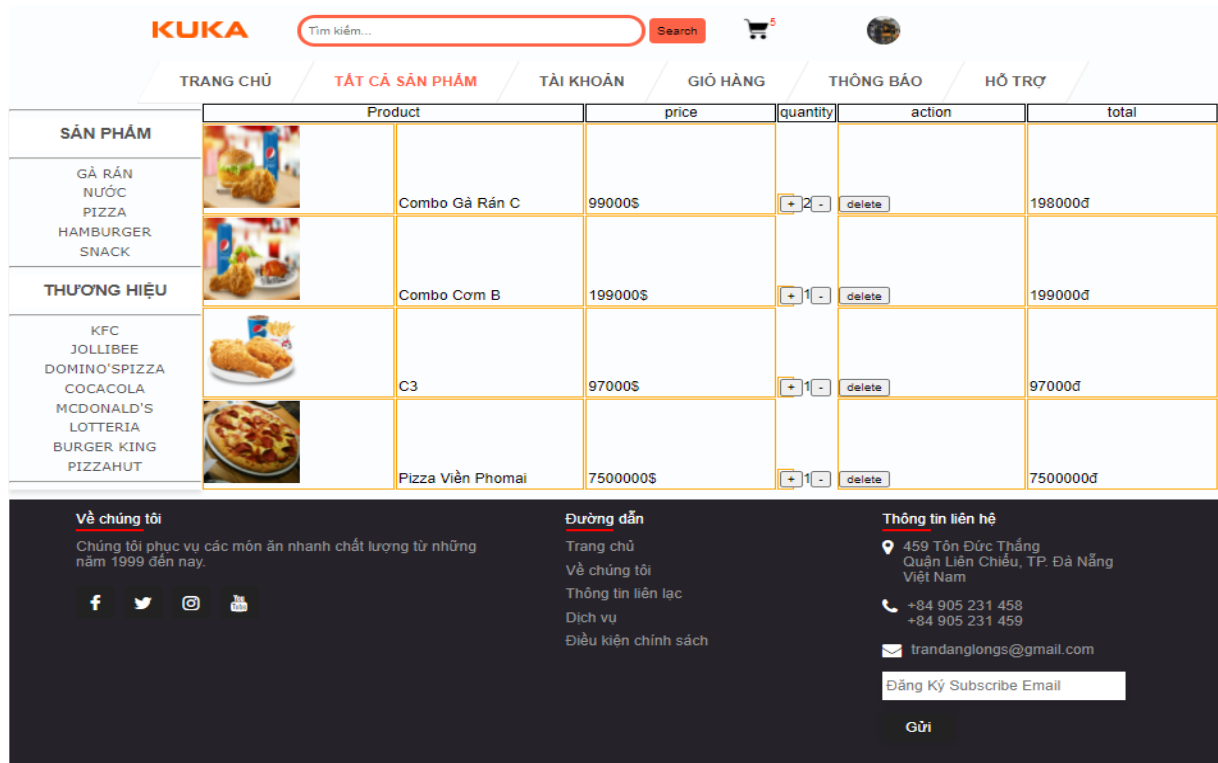 KUKA
Tìm kiếm...
Search
5
TRANG CHỦ TẤT CẢ SẢN PHẨM TÀI KHOẢN GIỎ HÀNG THÔNG BÁO HỖ TRỢ
SẢN PHẨM
GÀ RÁN
NƯỚC
PIZZA
HAMBURGER
SNACK
THƯƠNG HIỆU
KFC
JOLLIBEE
DOMINO'SPIZZA
COCACOLA
MCDONALD'S
LOTTERIA
BURGER KING
PIZZAHUT
Product price quantity action total
Combo Gà Rán C 99000$ + 2 - delete 198000đ
Combo Cơm B 199000$ + 1 - delete 199000đ
C3 97000$ + 1 - delete 97000đ
Pizza Viền Phomai 7500000$ + 1 - delete 7500000đ
Về chúng tôi
Chúng tôi phục vụ các món ăn nhanh chất lượng từ những
năm 1999 đến nay.
You
Tube
Đường dẫn
Trang chủ
Về chúng tôi
Thông tin liên lạc
Dịch vụ
Điều kiện chính sách
Thông tin liên hệ
459 Tôn Đức Thắng
Quận Liên Chiểu, TP. Đà Nẵng
Việt Nam
+84 905 231 458
+84 905 231 459
trandanglongs@gmail.com
Đăng Ký Subscribe Email
Gửi